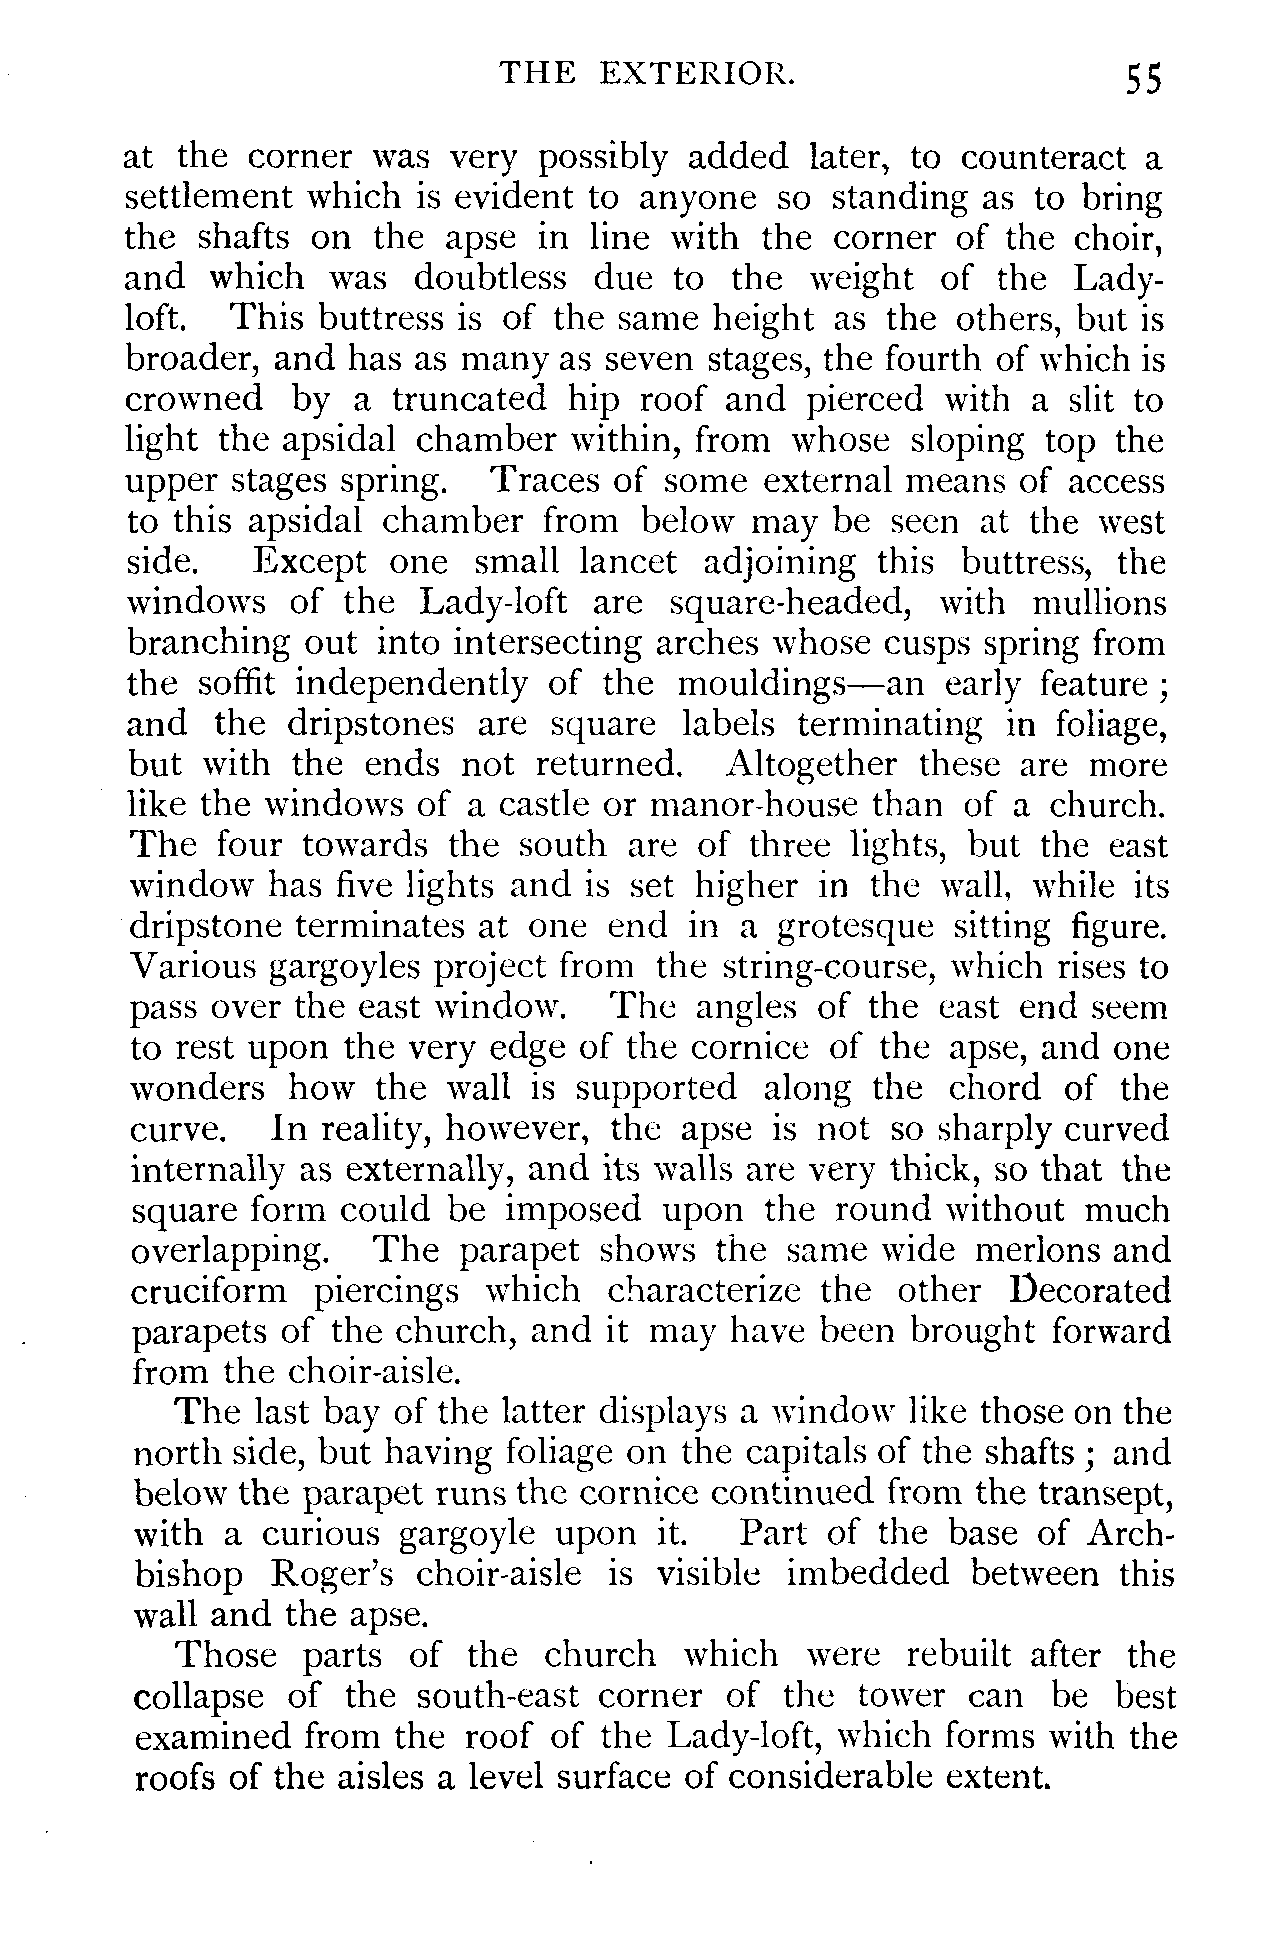 THE EXTERIOR. 55
at the corner was very possibly added later, to counteract a
settlement which is evident to anyone so standing as to bring
the shafts on the apse in line with the corner of the choir,
and which was doubtless due to the weight of the Lady-
loft. This buttress is of the same height as the others, but is
broader, and has as many as seven stages, the fourth of which is
crowned by a truncated hip roof and pierced with a slit to
light the apsidal chamber within, from whose sloping top the
upper stages spring. Traces of some external means of access
to this apsidal chamber from below may be seen at the west
side. Except one small lancet adjoining this buttress, the
windows of the Lady-loft are square-headed, with mullions
branching out into intersecting arches whose cusps spring from
the soffit independently of the mouldings—an early feature ;
and the dripstones are square labels terminating in foliage,
but with the ends not returned. Altogether these are more
like the windows of a castle or manor-house than of a church.
The four towards the south are of three lights, but the east
window has five lights and is set higher in the wall, while its
dripstone terminates at one end in a grotesque sitting figure.
Various gargoyles project from the string-course, which rises to
pass over the east window. The angles of the east end seem
to rest upon the very edge of the cornice of the apse, and one
wonders how the wall is supported along the chord of the
curve. In reality, however, the apse is not so sharply curved
internally as externally, and its walls are very thick, so that the
square form could be imposed upon the round without much
overlapping. The parapet shows the same wide merlons and
cruciform piercings which characterize the other Decorated
parapets of the church, and it may have been brought forward
from the choir-aisle.
The last bay of the latter displays a window like those on the
north side, but having foliage on the capitals of the shafts ; and
below the parapet runs the cornice continued from the transept,
with a curious gargoyle upon it. Part of the base of Arch-
bishop Roger's choir-aisle is visible imbedded between this
wall and the apse.
Those parts of the church which were rebuilt after the
collapse of the south-east corner of the tower can be best
examined from the roof of the Lady-loft, which forms with the
roofs of the aisles a level surface of considerable extent.